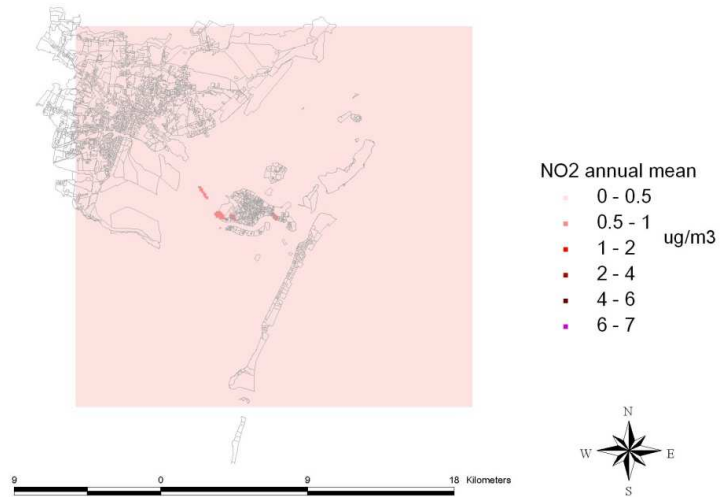 NO2 annual mean
0 - 0.5
0.5 - 1
ug/m3
1 - 2
2 - 4
4 - 6
6 - 7
N
W E
S
9 0 9 18 Kilometers